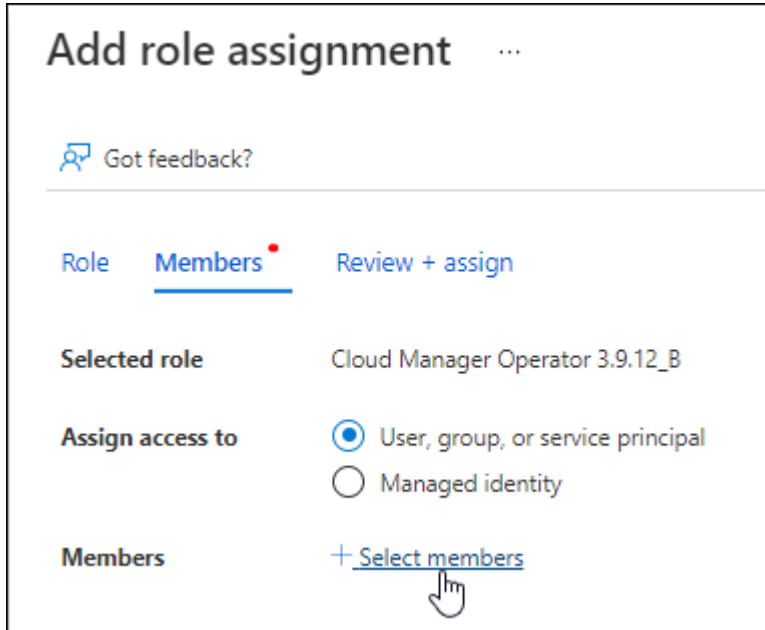 Add role assignment ...
Got feedback?
Role Members Review + assign
Selected role Cloud Manager Operator 3.9.12_B
Assign access to User, group, or service principal
Managed identity
Members + Select members